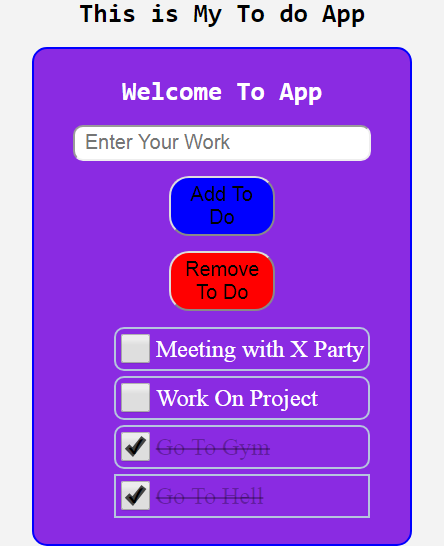 This is My To do App
Welcome To App
Enter Your Work
Add To
Do
Remove
To Do
Meeting with X Party
Work On Project
Go To Gym
Go To Hell